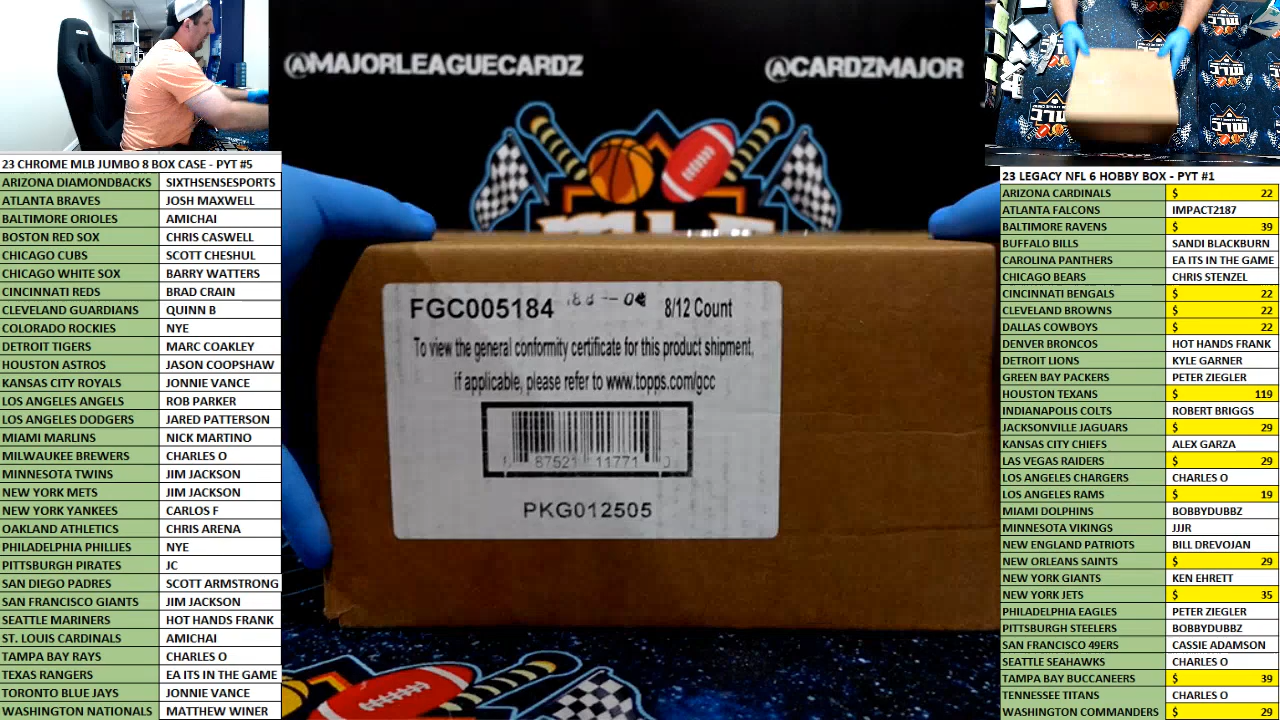 @MAJORLEAGUECARDZ
@CARDZMAJOR
23 CHROME MLB JUMBO 8 BOX CASE - PYT #5
ARIZONA DIAMONDBACKS SIXTHSENSESPORTS
ATLANTA BRAVES JOSH MAXWELL
BALTIMORE ORIOLES AMICHAI
BOSTON RED SOX CHRIS CASWELL
CHICAGO CUBS SCOTT CHESHUL
CHICAGO WHITE SOX BARRY WATTERS
CINCINNATI REDS BRAD CRAIN
CLEVELAND GUARDIANS QUINN B
COLORADO ROCKIES NYE
DETROIT TIGERS MARC COAKLEY
HOUSTON ASTROS JASON COOPSHAW
KANSAS CITY ROYALS JONNIE VANCE
LOS ANGELES ANGELS ROB PARKER
LOS ANGELES DODGERS JARED PATTERSON
MIAMI MARLINS NICK MARTINO
MILWAUKEE BREWERS CHARLES O
MINNESOTA TWINS JIM JACKSON
NEW YORK METS JIM JACKSON
NEW YORK YANKEES CARLOS F
OAKLAND ATHLETICS CHRIS ARENA
PHILADELPHIA PHILLIES NYE
PITTSBURGH PIRATES JC
SAN DIEGO PADRES SCOTT ARMSTRONG
SAN FRANCISCO GIANTS JIM JACKSON
SEATTLE MARINERS HOT HANDS FRANK
ST. LOUIS CARDINALS AMICHAI
TAMPA BAY RAYS CHARLES O
TEXAS RANGERS EA ITS IN THE GAME
TORONTO BLUE JAYS JONNIE VANCE
WASHINGTON NATIONALS MATTHEW WINER
FGC005184 8/12 Count
To view the general conformity certificate for this product shipment,
if applicable, please refer to www.topps.com/gcc
87521 11771 0
PKG012505
23 LEGACY NFL 6 HOBBY BOX - PYT #1
ARIZONA CARDINALS $ 22
ATLANTA FALCONS IMPACT2187
BALTIMORE RAVENS $ 39
BUFFALO BILLS SANDI BLACKBURN
CAROLINA PANTHERS EA ITS IN THE GAME
CHICAGO BEARS CHRIS STENZEL
CINCINNATI BENGALS $ 22
CLEVELAND BROWNS $ 22
DALLAS COWBOYS $ 22
DENVER BRONCOS HOT HANDS FRANK
DETROIT LIONS KYLE GARNER
GREEN BAY PACKERS PETER ZIEGLER
HOUSTON TEXANS $ 119
INDIANAPOLIS COLTS ROBERT BRIGGS
JACKSONVILLE JAGUARS $ 29
KANSAS CITY CHIEFS ALEX GARZA
LAS VEGAS RAIDERS $ 29
LOS ANGELES CHARGERS CHARLES O
LOS ANGELES RAMS $ 19
MIAMI DOLPHINS BOBBYDUBBZ
MINNESOTA VIKINGS JJJR
NEW ENGLAND PATRIOTS BILL DREVOJAN
NEW ORLEANS SAINTS $ 29
NEW YORK GIANTS KEN EHRETT
NEW YORK JETS $ 35
PHILADELPHIA EAGLES PETER ZIEGLER
PITTSBURGH STEELERS BOBBYDUBBZ
SAN FRANCISCO 49ERS CASSIE ADAMSON
SEATTLE SEAHAWKS CHARLES O
TAMPA BAY BUCCANEERS $ 39
TENNESSEE TITANS CHARLES O
WASHINGTON COMMANDERS $ 29